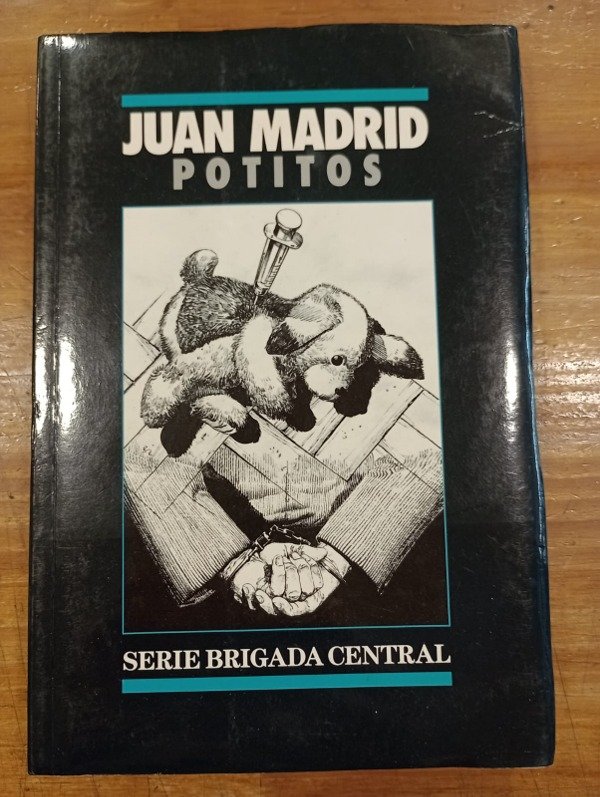 JUAN MADRID
POTITOS
SERIE BRIGADA CENTRAL